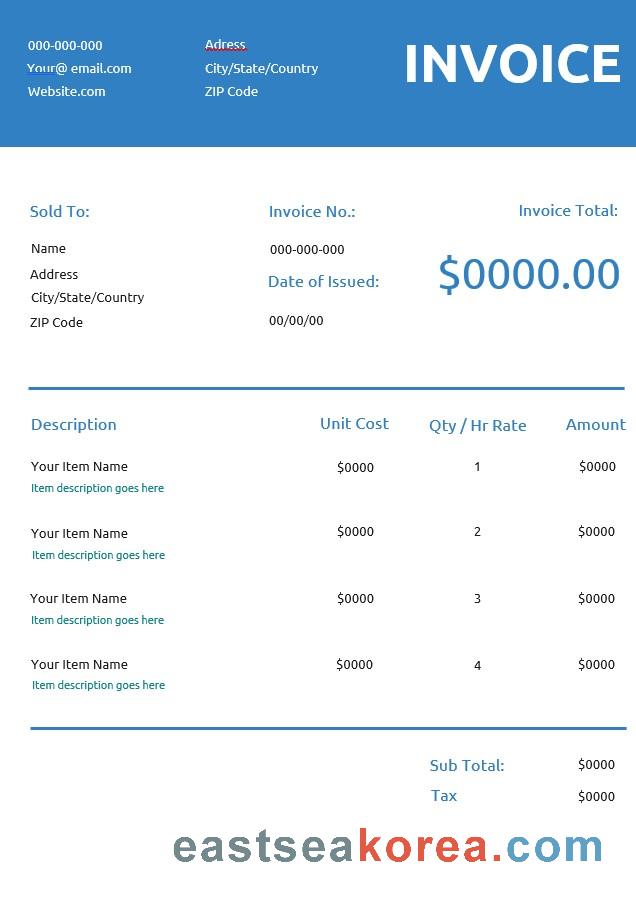 000-000-000
Your@ email.com
Website.com
Adress
City/State/Country
ZIP Code
INVOICE
Sold To:
Name
Address
City/State/Country
ZIP Code
Invoice No.:
000-000-000
Date of Issued:
00/00/00
Invoice Total:
$0000.00
Description Unit Cost Qty / Hr Rate Amount
Your Item Name $0000 1 $0000
Item description goes here
Your Item Name $0000 2 $0000
Item description goes here
Your Item Name $0000 3 $0000
Item description goes here
Your Item Name $0000 4 $0000
Item description goes here
Sub Total: $0000
Tax $0000
eastseakorea.com